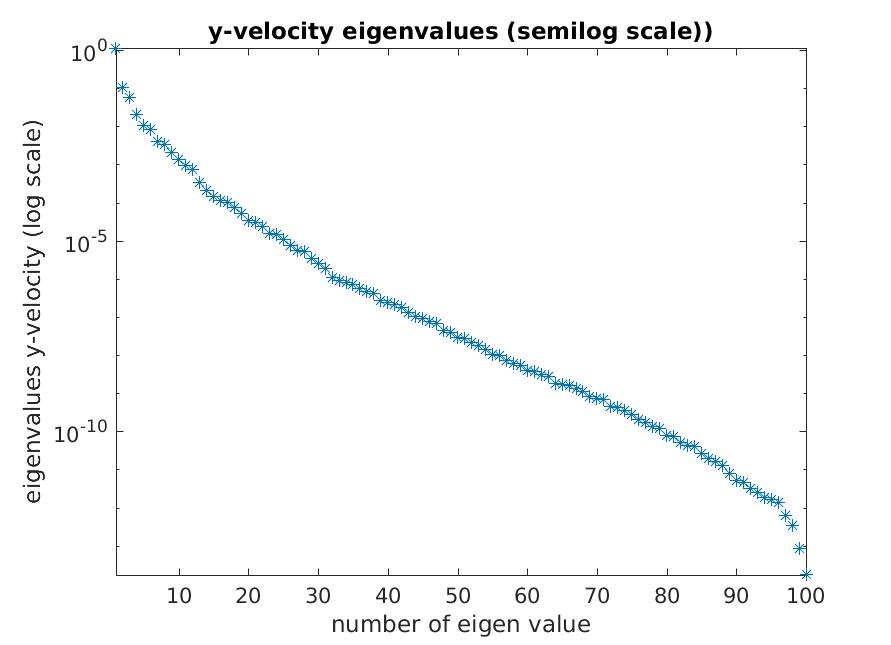 y-velocity eigenvalues (semilog scale))
eigenvalues y-velocity (log scale)
10^0
10^-5
10^-10
10 20 30 40 50 60 70 80 90 100
number of eigen value